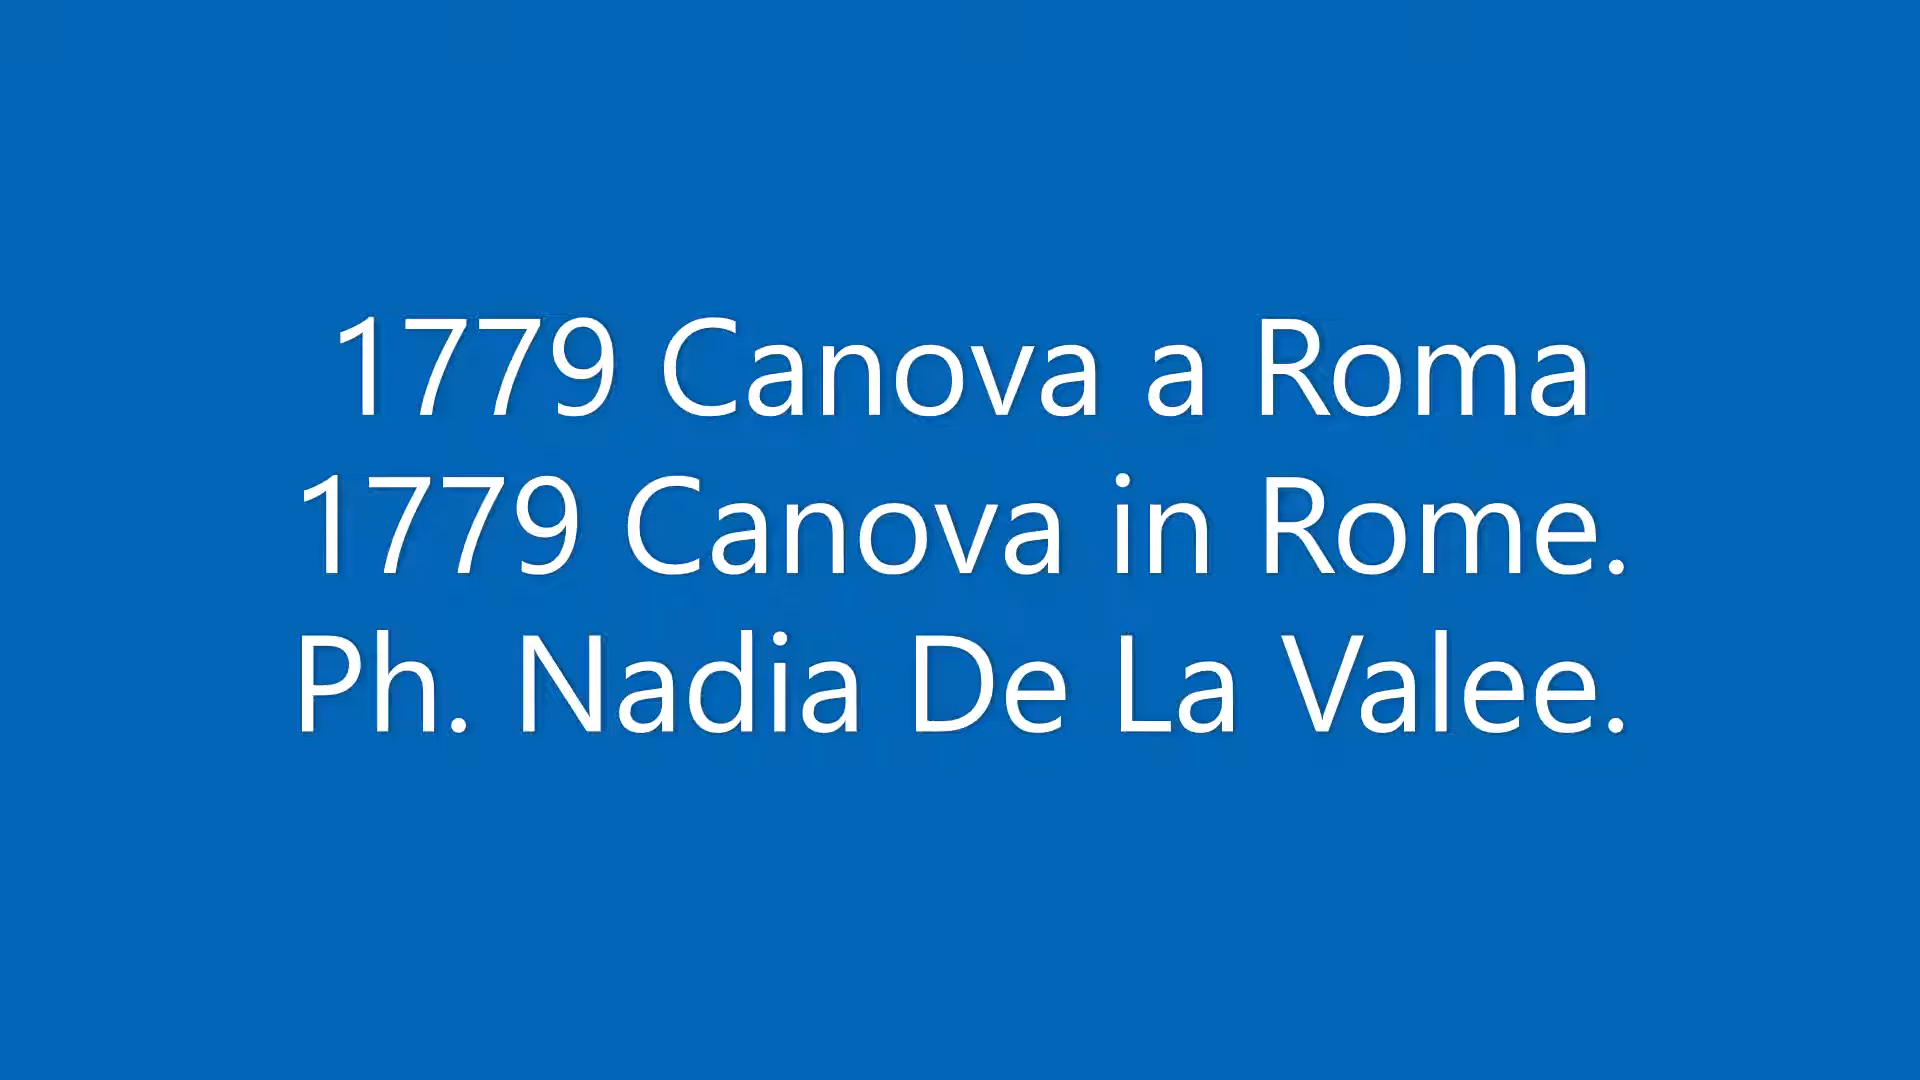 1779 Canova a Roma
1779 Canova in Rome.
Ph. Nadia De La Valee.